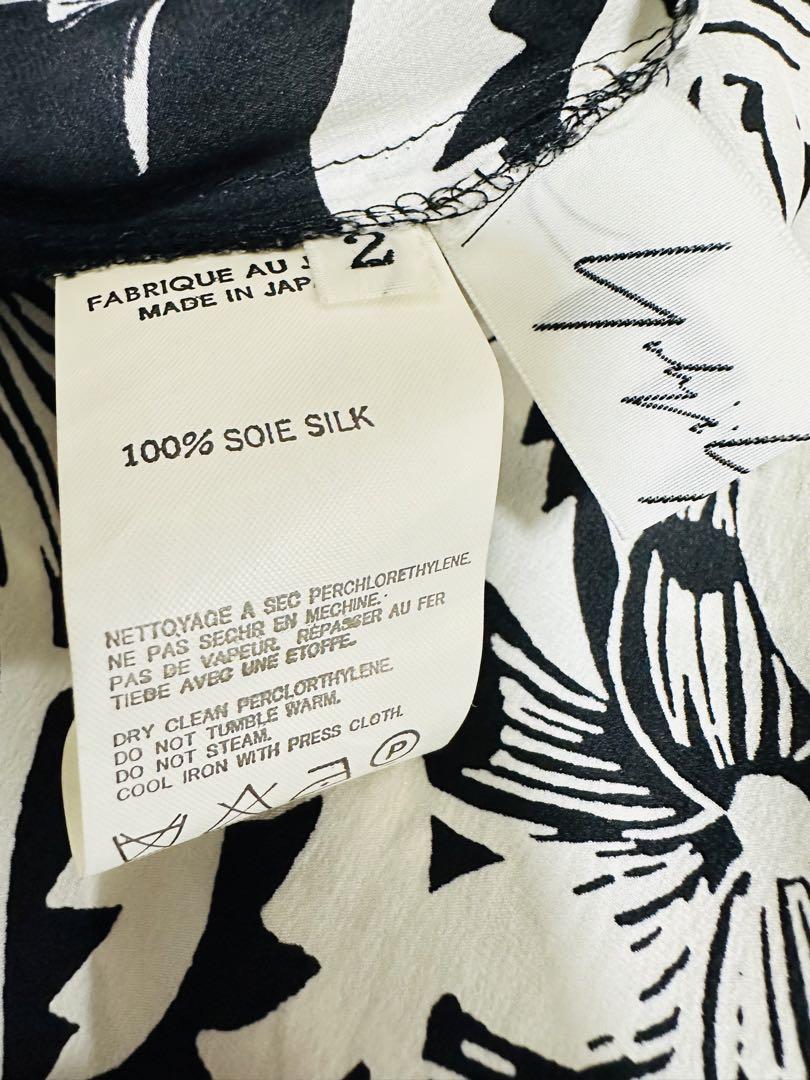 2
FABRIQUE AU J
MADE IN JAP
100% SOIE SILK
NETTOYAGE A SEC PERCHLORETHYLENE.
NE PAS SECHR EN MECHINE.
PAS DE VAPEUR. RÉPASSER AU FER
TIEDE AVEC UNE ETOFFE.
DRY CLEAN PERCLORTHYLENE.
DO NOT TUMBLE WARM.
DO NOT STEAM.
COOL IRON WITH PRESS CLOTH.
P